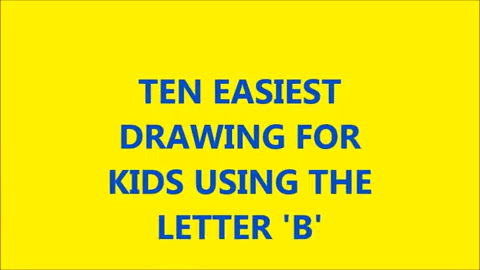 TEN EASIEST
DRAWING FOR
KIDS USING THE
LETTER 'B'